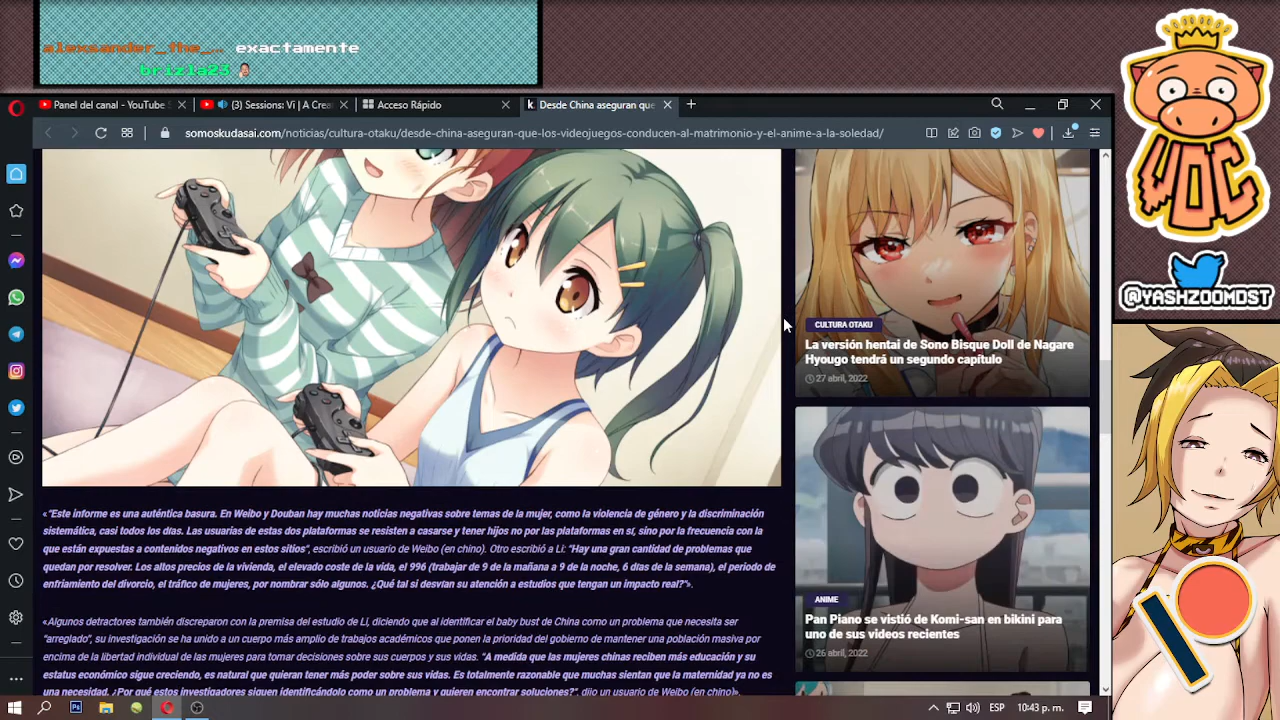 alexander_the_... exactamente
brizia23
Panel del canal - YouTube S
(3) Sessions: Vi | A Crea
Acceso Rápido
Desde China aseguran que
somoskudasai.com/noticias/cultura-otaku/desde-china-aseguran-que-los-videojuegos-conducen-al-matrimonio-y-el-anime-a-la-soledad/
CULTURA OTAKU
La versión hentai de Sono Bisque Doll de Nagare
Hyougo tendrá un segundo capítulo
27 abril, 2022
«"Este informe es una auténtica basura. En Weibo y Douban hay muchas noticias negativas sobre temas de la mujer, como la violencia de género y la discriminación
sistemática, casi todos los días. Las usuarias de estas dos plataformas se resisten a casarse y tener hijos no por las plataformas en sí, sino por la frecuencia con la
que están expuestas a contenidos negativos en estos sitios", escribió un usuario de Weibo (en chino). Otro escribió a Li: "Hay una gran cantidad de problemas que
quedan por resolver. Los altos precios de la vivienda, el elevado coste de la vida, el 996 (trabajar de 9 de la mañana a 9 de la noche, 6 días de la semana), el periodo de
enfriamiento del divorcio, el tráfico de mujeres, por nombrar sólo algunos. ¿Qué tal si desvían su atención a estudios que tengan un impacto real?"».
«Algunos detractores también discreparon con la premisa del estudio de Li, diciendo que al identificar el baby bust de China como un problema que necesita ser
"arreglado", su investigación se ha unido a un cuerpo más amplio de trabajos académicos que ponen la prioridad del gobierno de mantener una población masiva por
encima de la libertad individual de las mujeres para tomar decisiones sobre sus cuerpos y sus vidas. "A medida que las mujeres chinas reciben más educación y su
estatus económico sigue creciendo, es natural que quieran tener más poder sobre sus vidas. Es totalmente razonable que muchas sientan que la maternidad ya no es
una necesidad. ¿Por qué estos investigadores siguen identificándolo como un problema y quieren encontrar soluciones?", dijo un usuario de Weibo (en chino)».
ANIME
Pan Piano se vistió de Komi-san en bikini para
uno de sus videos recientes
26 abril, 2022
WOC
@YASHZOOMDST
Ps
ESP
10:43 p. m.